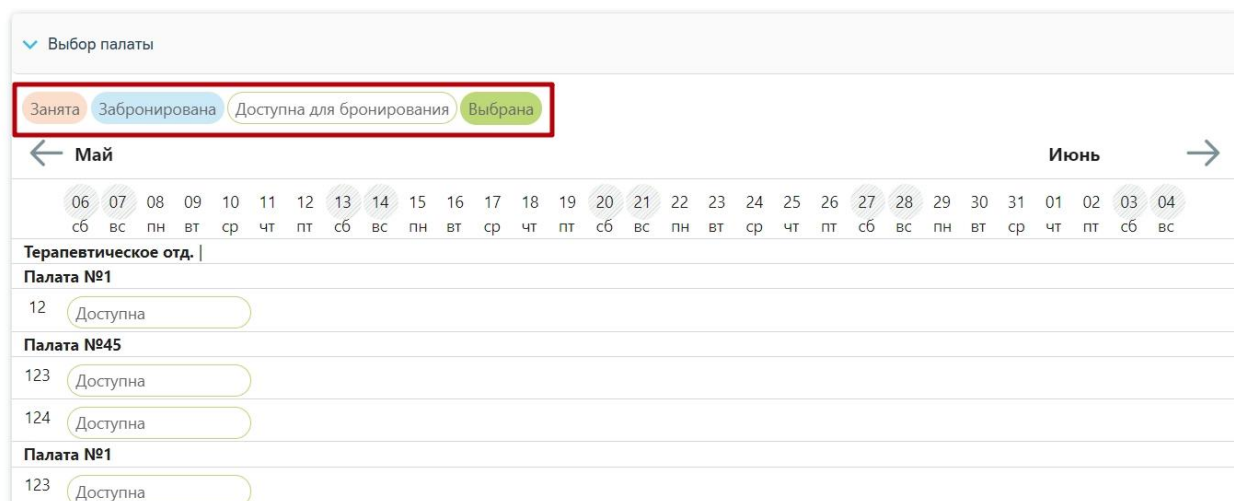 Выбор палаты
Занята Забронирована Доступна для бронирования Выбрана
Май Июнь
06 07 08 09 10 11 12 13 14 15 16 17 18 19 20 21 22 23 24 25 26 27 28 29 30 31 01 02 03 04
сб вс пн вт ср чт пт сб вс пн вт ср чт пт сб вс пн вт ср чт пт сб вс пн вт ср чт пт сб вс
Терапевтическое отд. |
Палата №1
12 Доступна
Палата №45
123 Доступна
124 Доступна
Палата №1
123 Доступна